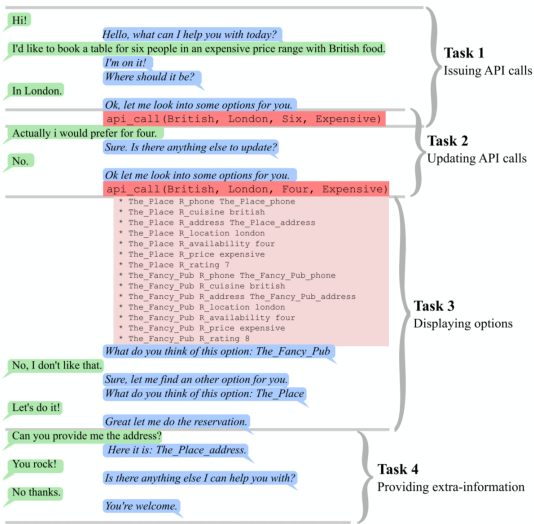 Hi!
Hello, what can I help you with today?
I'd like to book a table for six people in an expensive price range with British food.
I'm on it!
Where should it be?
In London.
Ok, let me look into some options for you.
api_call(British, London, Six, Expensive)
Task 1
Issuing API calls
Actually i would prefer for four.
Sure. Is there anything else to update?
No.
Ok let me look into some options for you.
api_call(British, London, Four, Expensive)
Task 2
Updating API calls
* The_Place R_phone The_Place_phone
* The_Place R_cuisine british
* The_Place R_address The_Place_address
* The_Place R_location london
* The_Place R_availability four
* The_Place R_price expensive
* The_Place R_rating 7
* The_Fancy_Pub R_phone The_Fancy_Pub_phone
* The_Fancy_Pub R_cuisine british
* The_Fancy_Pub R_address The_Fancy_Pub_address
* The_Fancy_Pub R_location london
* The_Fancy_Pub R_availability four
* The_Fancy_Pub R_price expensive
* The_Fancy_Pub R_rating 8
What do you think of this option: The_Fancy_Pub
No, I don't like that.
Sure, let me find an other option for you.
What do you think of this option: The_Place
Let's do it!
Great let me do the reservation.
Task 3
Displaying options
Can you provide me the address?
Here it is: The_Place_address.
You rock!
Is there anything else I can help you with?
No thanks.
You're welcome.
Task 4
Providing extra-information